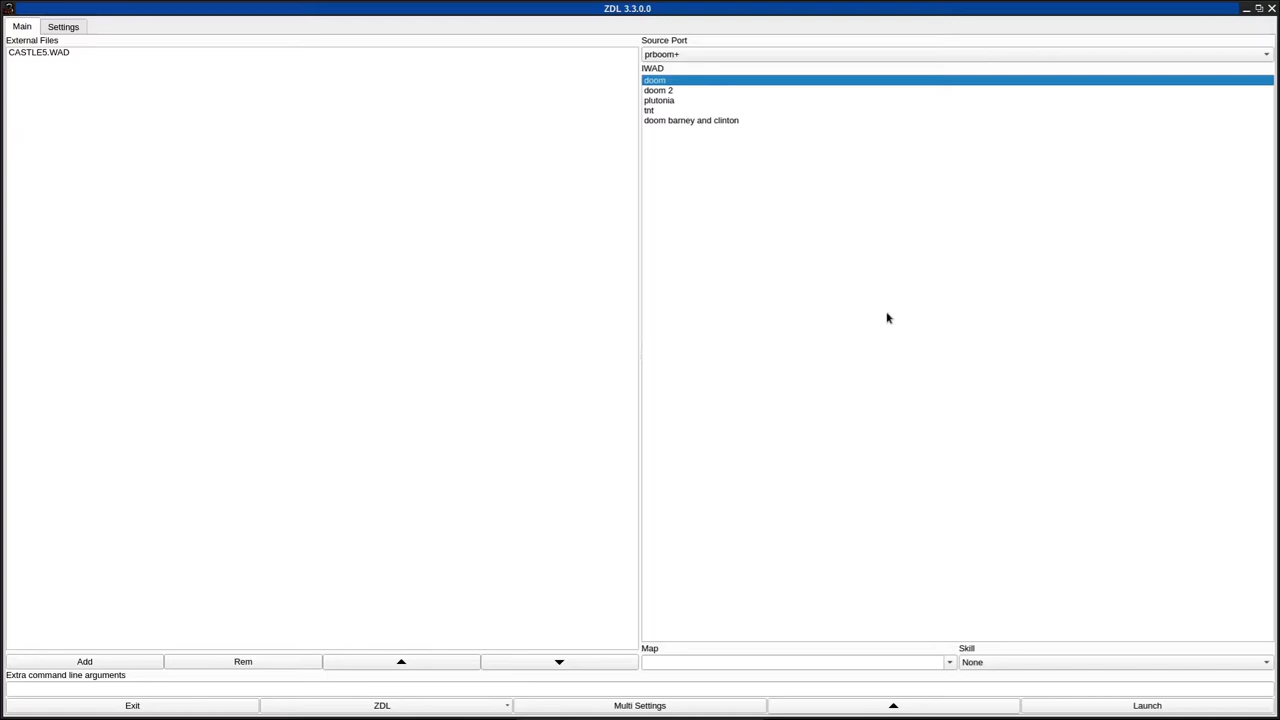 ZDL 3.3.0.0
Main
Settings
External Files
CASTLE5.WAD
Source Port
prboom+
IWAD
doom
doom 2
plutonia
tnt
doom barney and clinton
Add
Rem
Map
Skill
None
Extra command line arguments
Exit
ZDL
Multi Settings
Launch